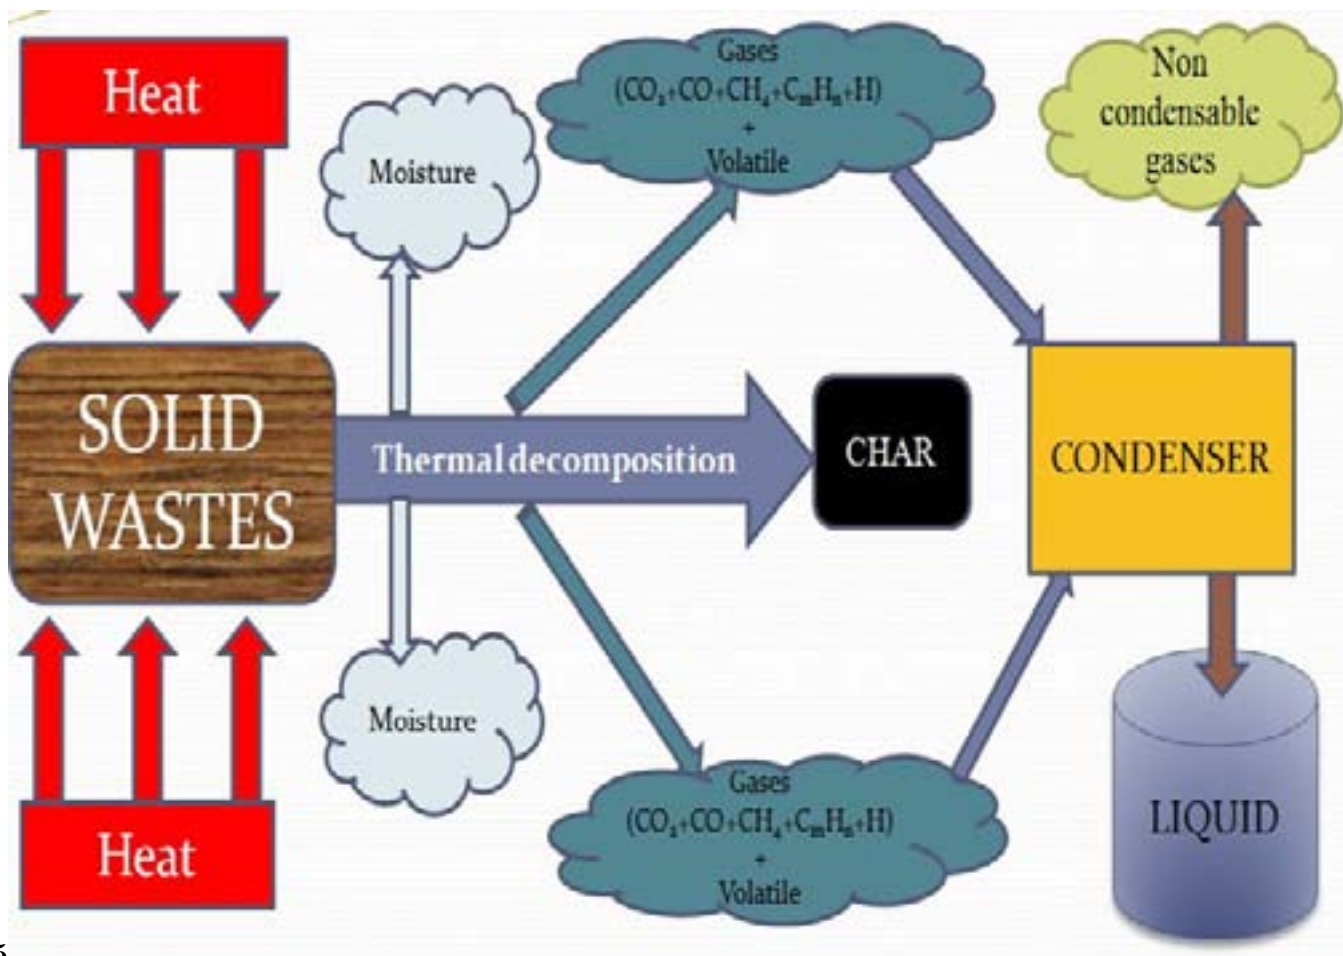 Heat
Moisture
Gases
(CO₂+CO+CH₄+CₘHₙ+H)
+
Volatile
Non
condensable
gases
SOLID
WASTES
Thermal decomposition
CHAR
CONDENSER
Moisture
Heat
Gases
(CO₂+CO+CH₄+CₘHₙ+H)
+
Volatile
LIQUID